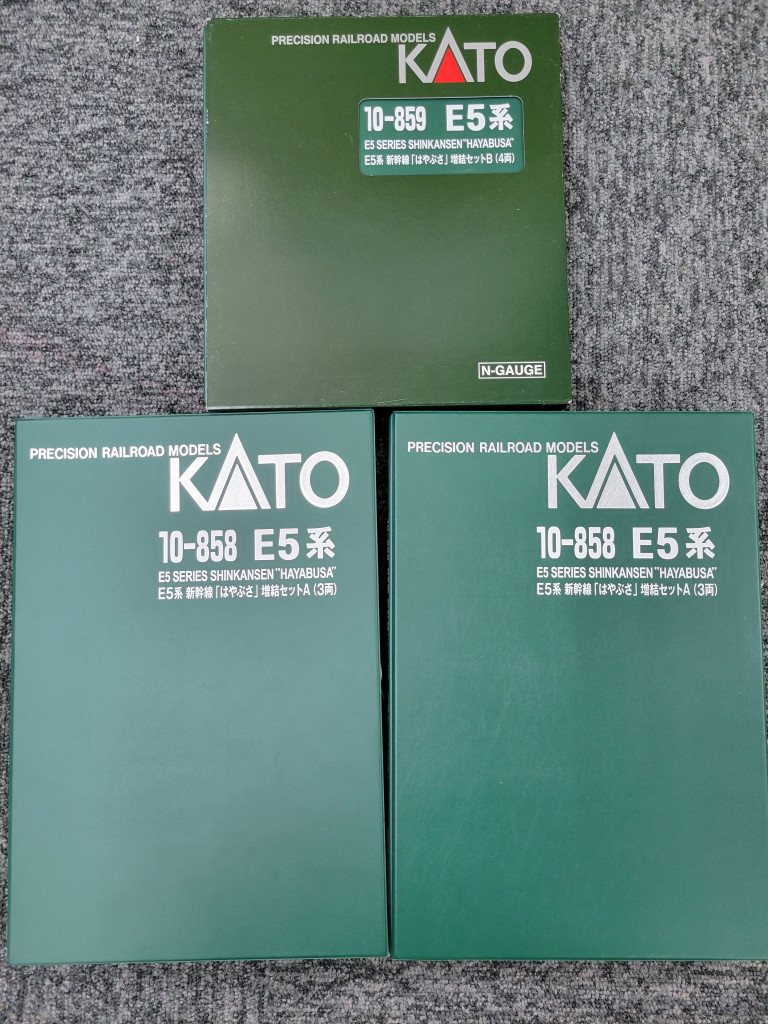 PRECISION RAILROAD MODELS
KATO
10-859 E5系
E5 SERIES SHINKANSEN "HAYABUSA"
E5系 新幹線「はやぶさ」増結セットB (4両)
N-GAUGE
PRECISION RAILROAD MODELS
KATO
10-858 E5系
E5 SERIES SHINKANSEN "HAYABUSA"
E5系 新幹線「はやぶさ」増結セットA (3両)
PRECISION RAILROAD MODELS
KATO
10-858 E5系
E5 SERIES SHINKANSEN "HAYABUSA"
E5系 新幹線「はやぶさ」増結セットA (3両)